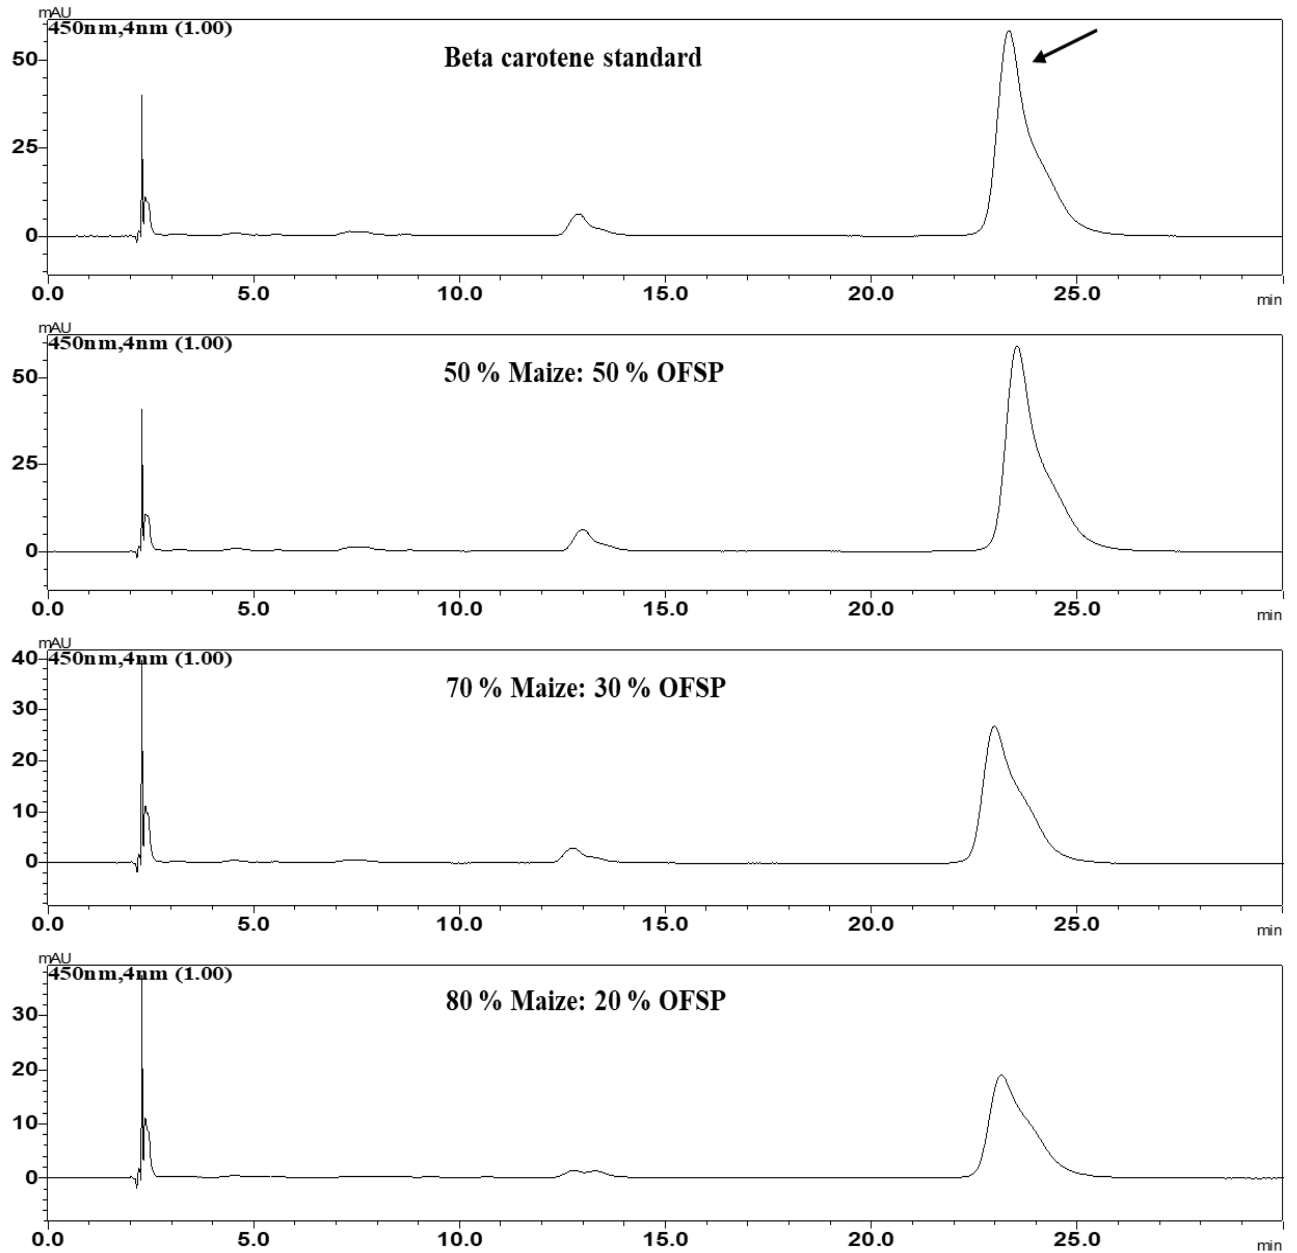 mAU
450nm,4nm (1.00)
Beta carotene standard
50
25
0
0.0 5.0 10.0 15.0 20.0 25.0 min
mAU
450nm,4nm (1.00)
50 % Maize: 50 % OFSP
50
25
0
0.0 5.0 10.0 15.0 20.0 25.0 min
mAU
450nm,4nm (1.00)
70 % Maize: 30 % OFSP
40
30
20
10
0
0.0 5.0 10.0 15.0 20.0 25.0 min
mAU
450nm,4nm (1.00)
80 % Maize: 20 % OFSP
30
20
10
0
0.0 5.0 10.0 15.0 20.0 25.0 min